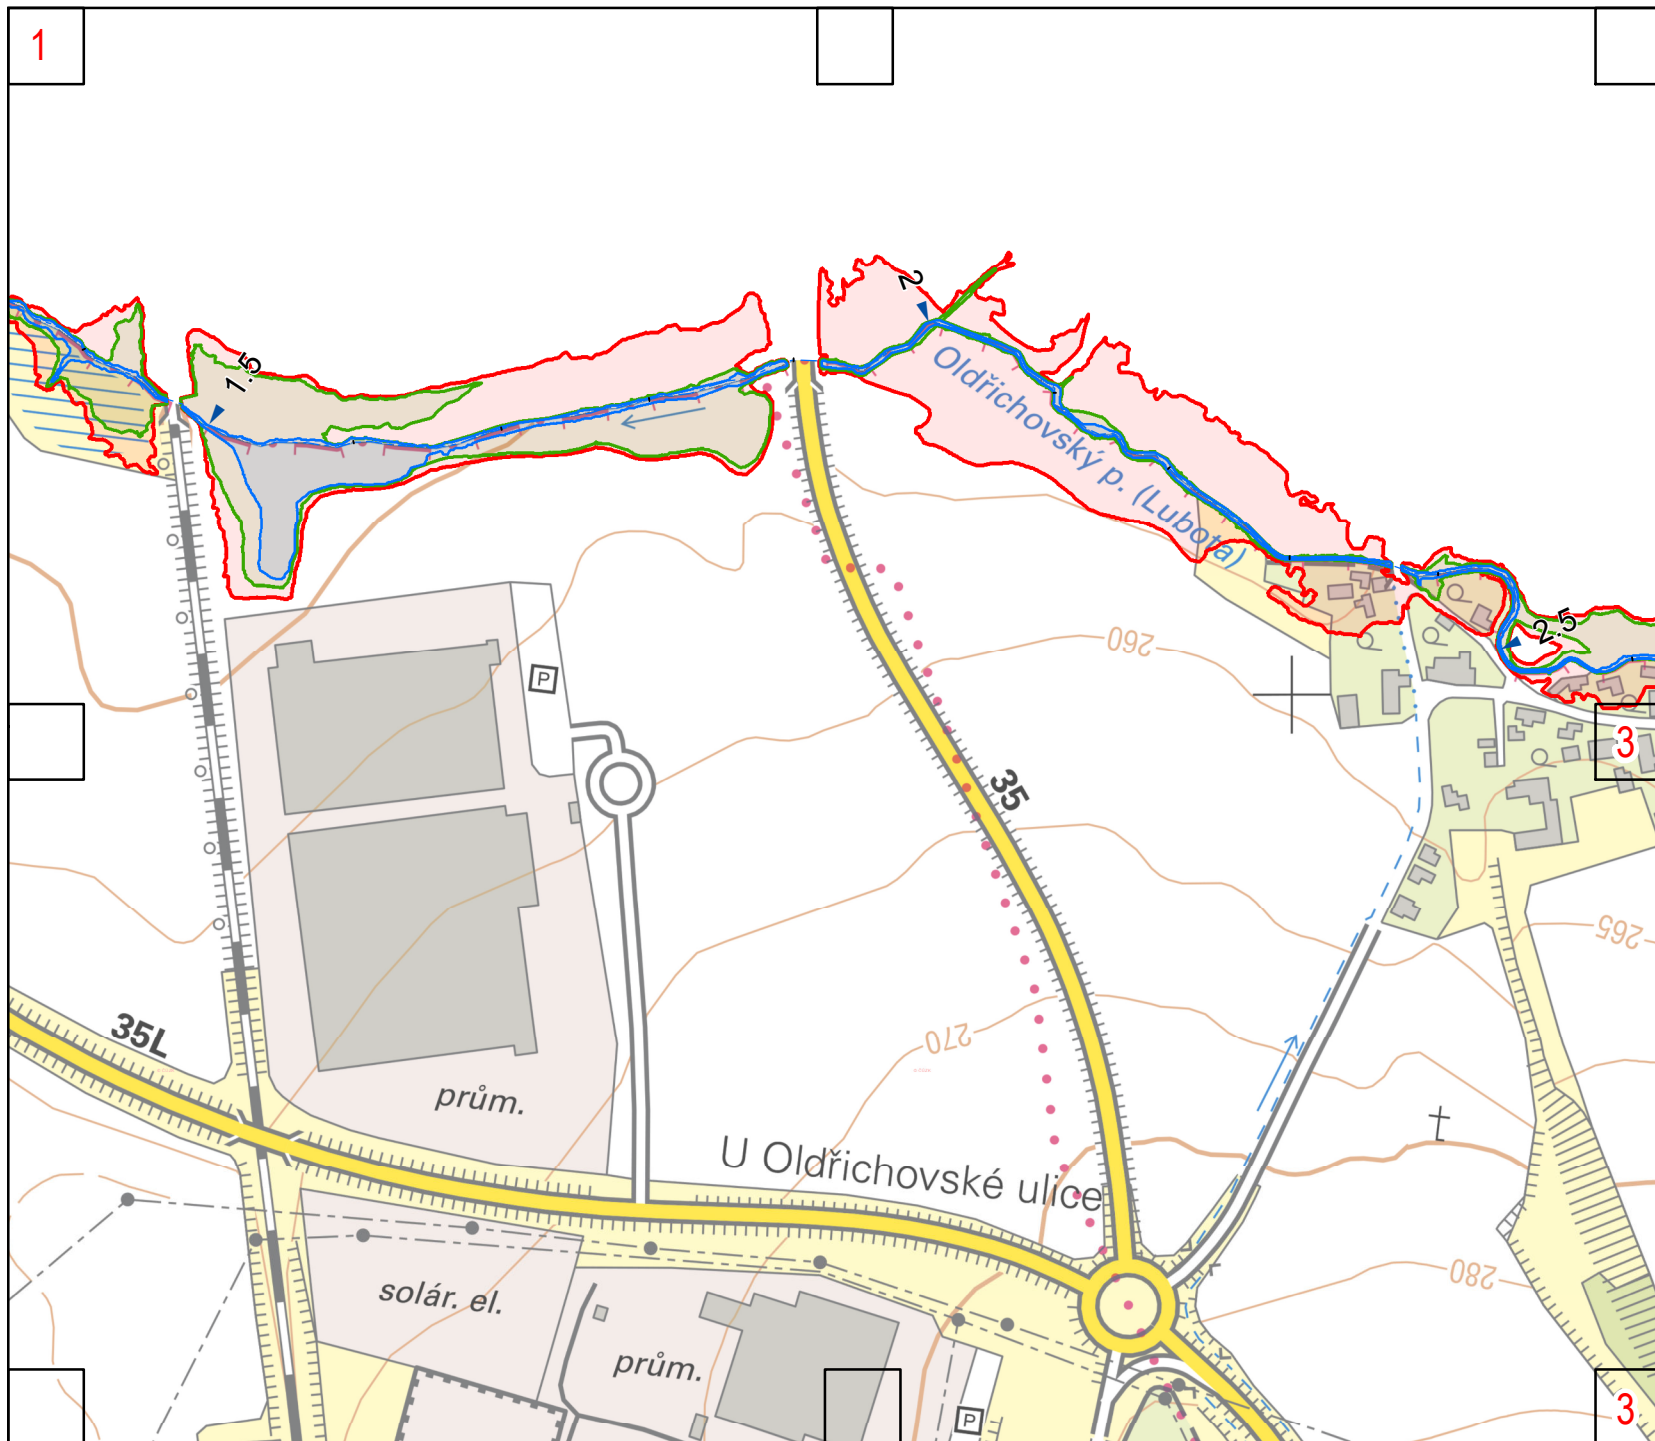 1
2
1.5
Oldřichovský p. (Lubota)
2.5
260
P
3
35
265
35L
270
prům.
U Oldřichovské ulice
280
solár. el.
prům.
P
3